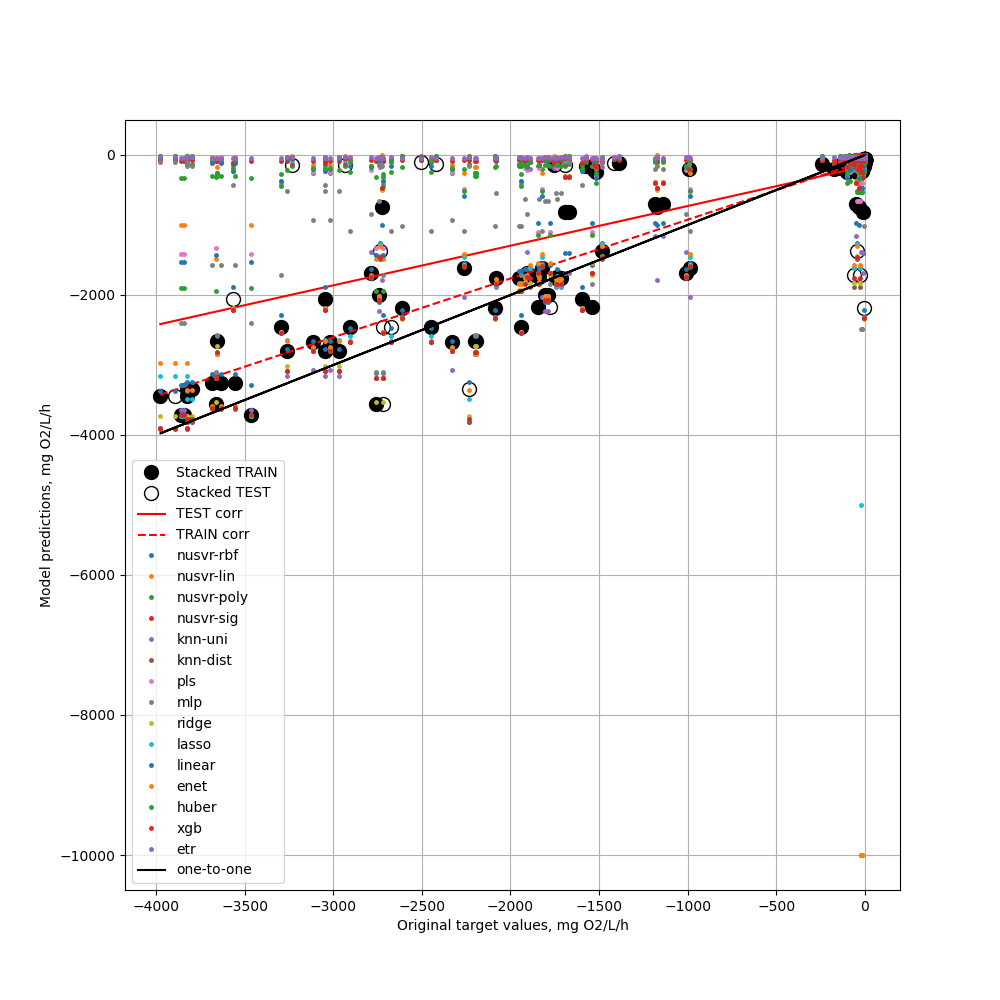 0
−2000
−4000
−6000
−8000
−10000
Model predictions, mg O2/L/h
Stacked TRAIN
Stacked TEST
TEST corr
TRAIN corr
nusvr-rbf
nusvr-lin
nusvr-poly
nusvr-sig
knn-uni
knn-dist
pls
mlp
ridge
lasso
linear
enet
huber
xgb
etr
one-to-one
−4000 −3500 −3000 −2500 −2000 −1500 −1000 −500 0
Original target values, mg O2/L/h